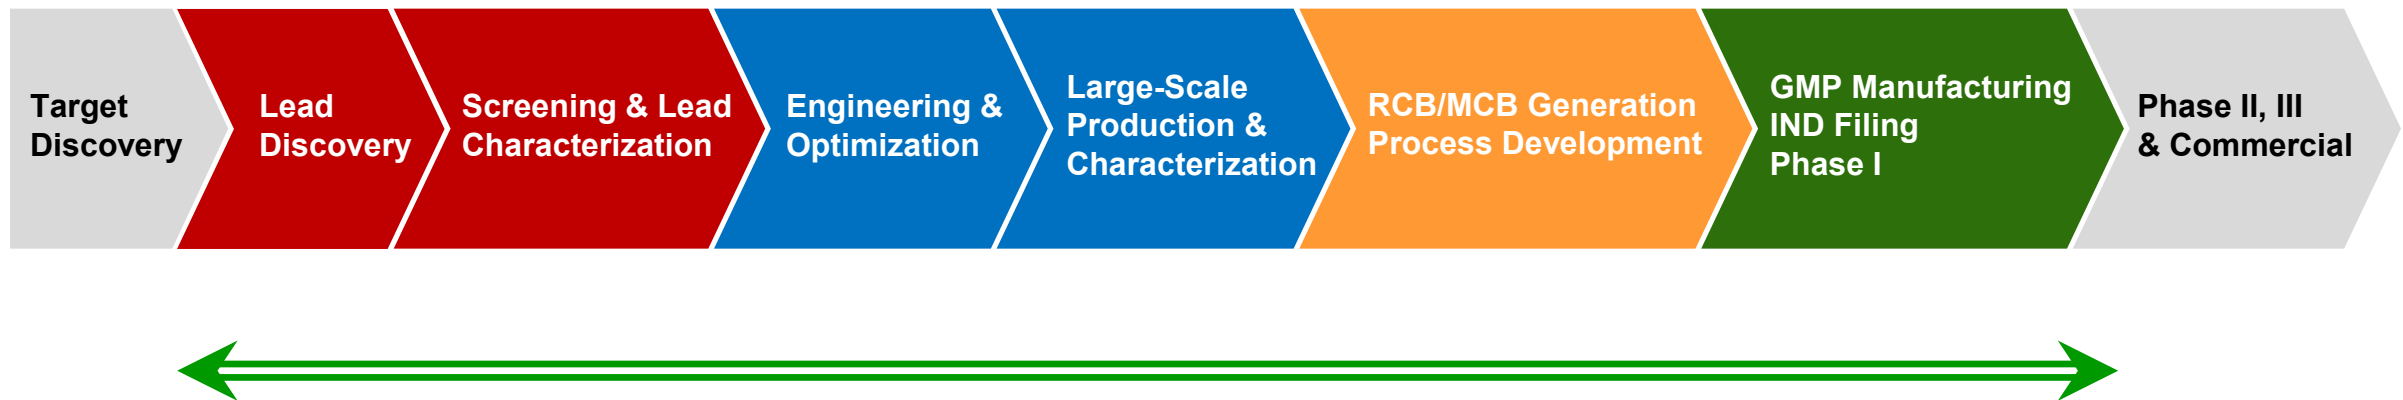 Target
Discovery
Lead
Discovery
Screening & Lead
Characterization
Engineering &
Optimization
Large-Scale
Production &
Characterization
RCB/MCB Generation
Process Development
GMP Manufacturing
IND Filing
Phase I
Phase II, III
& Commercial